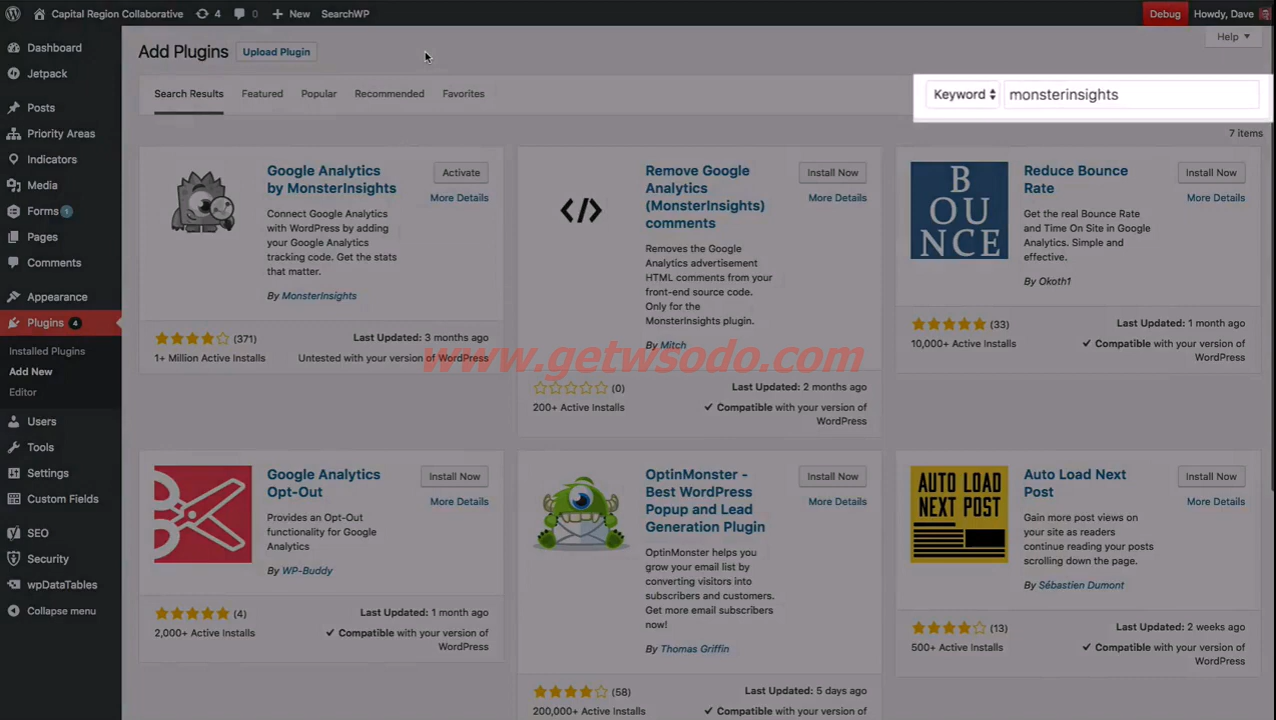 Capital Region Collaborative 4 0 New SearchWP Debug Howdy, Dave
Dashboard
Jetpack
Posts
Priority Areas
Indicators
Media
Forms 1
Pages
Comments
Appearance
Plugins 4
Installed Plugins
Add New
Editor
Users
Tools
Settings
Custom Fields
SEO
Security
wpDataTables
Collapse menu
Add Plugins Upload Plugin Help
Search Results Featured Popular Recommended Favorites Keyword monsterinsights
7 items
Google Analytics
by MonsterInsights
Activate
More Details
Connect Google Analytics
with WordPress by adding
your Google Analytics
tracking code. Get the stats
that matter.
By MonsterInsights
(371) Last Updated: 3 months ago
1+ Million Active Installs Untested with your version of WordPress
Remove Google
Analytics
(MonsterInsights)
comments
Install Now
More Details
Removes the Google
Analytics advertisement
HTML comments from your
front-end source code.
Only for the
MonsterInsights plugin.
By Mitch
(0) Last Updated: 2 months ago
200+ Active Installs Compatible with your version of
WordPress
B
OU
NCE
Reduce Bounce
Rate
Install Now
More Details
Get the real Bounce Rate
and Time On Site in Google
Analytics. Simple and
effective.
By Okoth1
(33) Last Updated: 1 month ago
10,000+ Active Installs Compatible with your version of
WordPress
www.getwsodo.com
Google Analytics
Opt-Out
Install Now
More Details
Provides an Opt-Out
functionality for Google
Analytics
By WP-Buddy
(4) Last Updated: 1 month ago
2,000+ Active Installs Compatible with your version of
WordPress
OptinMonster -
Best WordPress
Popup and Lead
Generation Plugin
Install Now
More Details
OptinMonster helps you
grow your email list by
converting visitors into
subscribers and customers.
Get more email subscribers
now!
By Thomas Griffin
(58) Last Updated: 5 days ago
200,000+ Active Installs Compatible with your version of
AUTO LOAD
NEXT POST
Auto Load Next
Post
Install Now
More Details
Gain more post views on
your site as readers
continue reading your posts
scrolling down the page.
By Sébastien Dumont
(13) Last Updated: 2 weeks ago
500+ Active Installs Compatible with your version of
WordPress